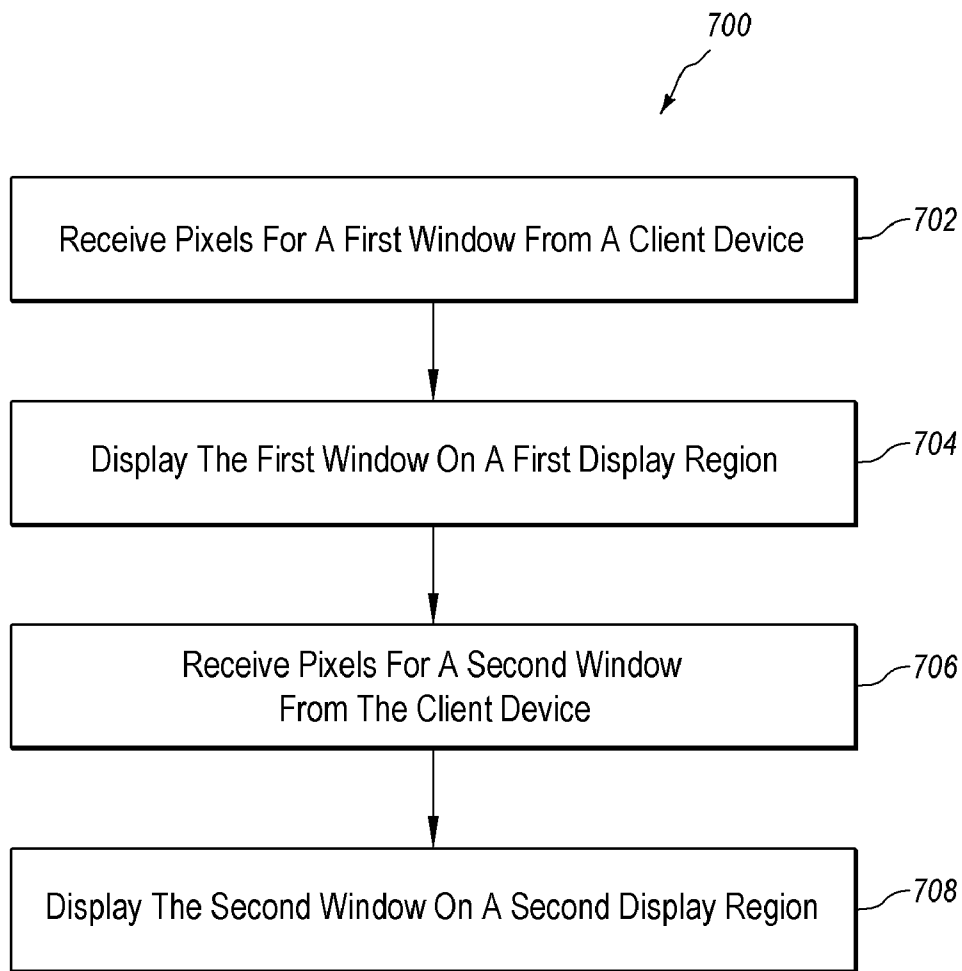 700
Receive Pixels For A First Window From A Client Device
702
Display The First Window On A First Display Region
704
Receive Pixels For A Second Window
From The Client Device
706
Display The Second Window On A Second Display Region
708